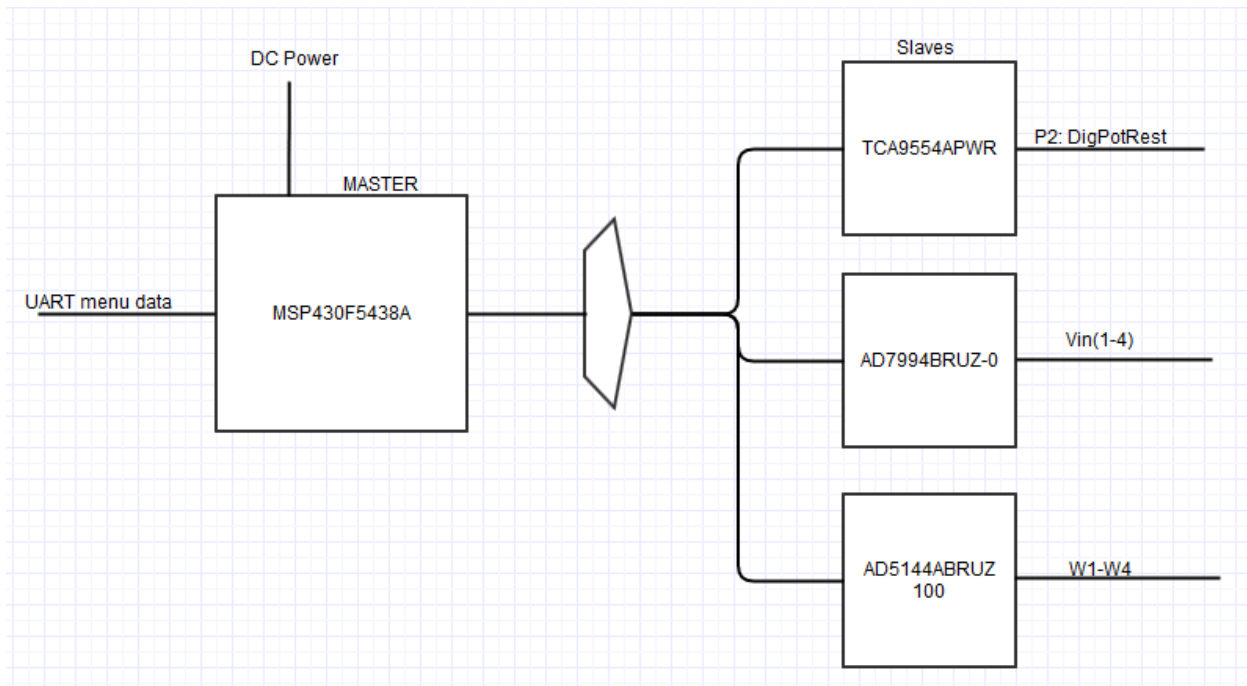 DC Power
MASTER
UART menu data
MSP430F5438A
Slaves
TCA9554APWR
P2: DigPotRest
AD7994BRUZ-0
Vin(1-4)
AD5144ABRUZ
100
W1-W4